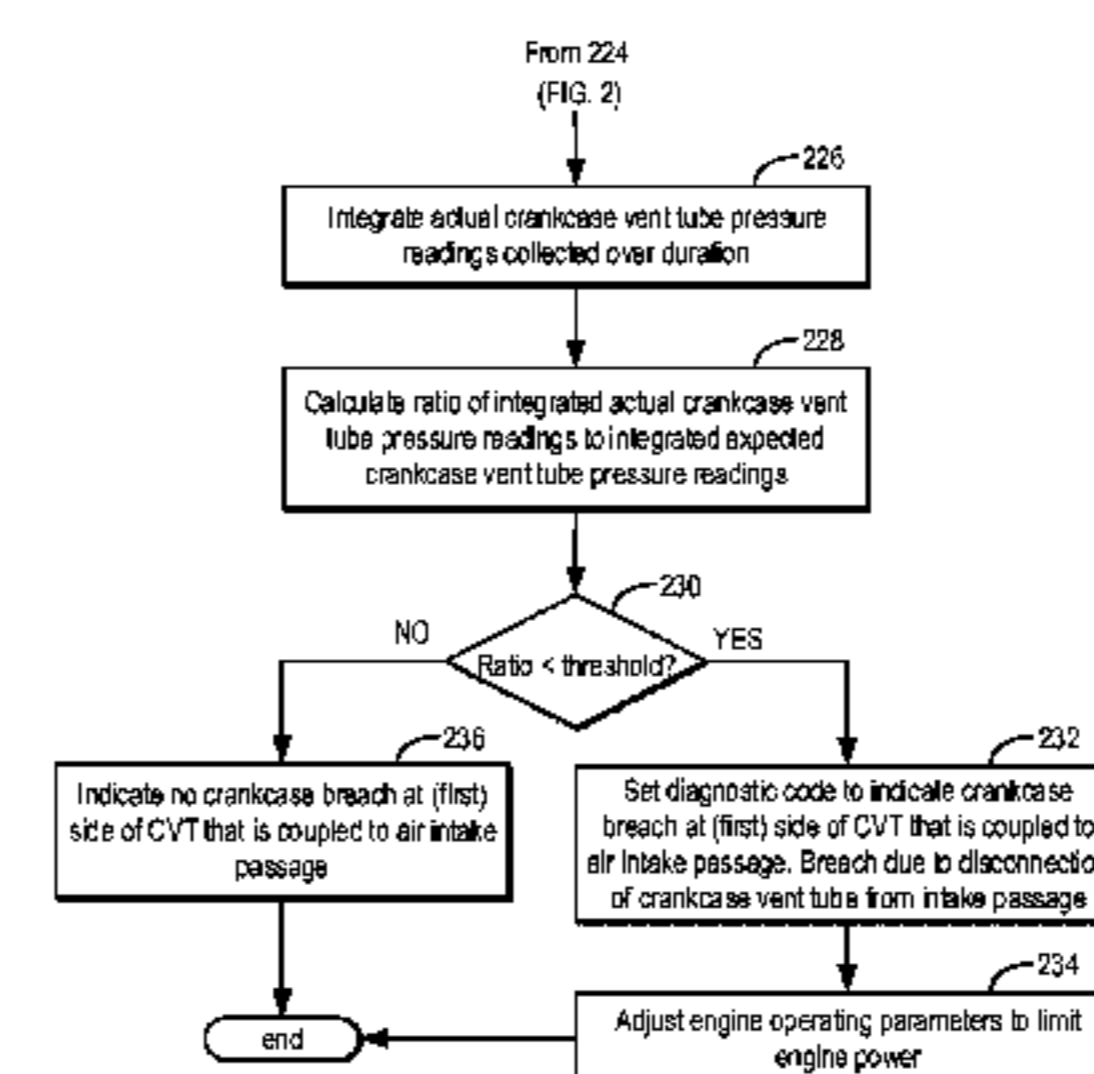 From 224
(FIG. 2)
226
Integrate actual crankcase vent tube pressure
readings collected over duration
228
Calculate ratio of integrated actual crankcase vent
tube pressure readings to integrated expected
crankcase vent tube pressure readings
230
NO
YES
Ratio < threshold?
236
232
Indicate no crankcase breach at (first)
side of CVT that is coupled to air intake
passage
Set diagnostic code to indicate crankcase
breach at (first) side of CVT that is coupled to
air intake passage. Breach due to disconnectio
of crankcase vent tube from intake passage
234
Adjust engine operating parameters to limit
engine power
end